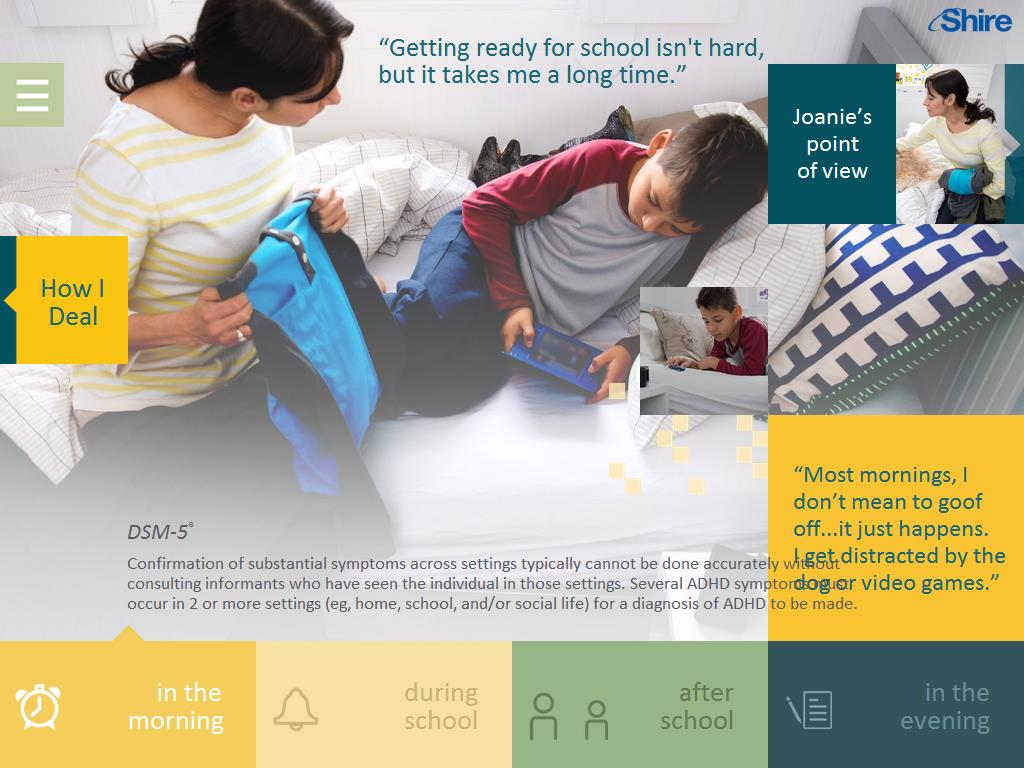 Shire
“Getting ready for school isn't hard,
but it takes me a long time.”
Joanie’s
point
of view
How I
Deal
“Most mornings, I
don’t mean to goof
off...it just happens.
I get distracted by the
dog or video games.”
DSM-5®
Confirmation of substantial symptoms across settings typically cannot be done accurately without
consulting informants who have seen the individual in those settings. Several ADHD symptoms must
occur in 2 or more settings (eg, home, school, and/or social life) for a diagnosis of ADHD to be made.
in the
morning
during
school
after
school
in the
evening